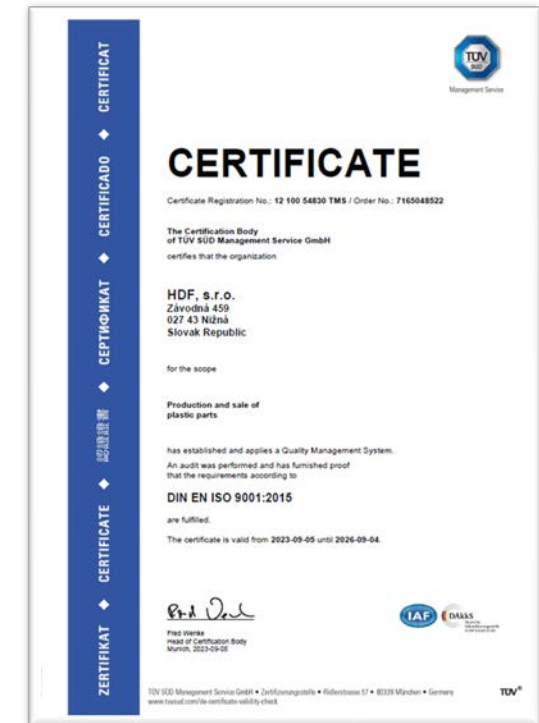 TÜV
SÜD
Management Service
CERTIFICATE
Certificate Registration No.: 12 100 54830 TMS / Order No.: 7165048522
The Certification Body
of TÜV SÜD Management Service GmbH
certifies that the organization
HDF, s.r.o.
Závodná 459
027 43 Nižná
Slovak Republic
for the scope
Production and sale of
plastic parts
has established and applies a Quality Management System.
An audit was performed and has furnished proof
that the requirements according to
DIN EN ISO 9001:2015
are fulfilled.
The certificate is valid from 2023-09-05 until 2026-09-04.
Fred Wenke
Head of Certification Body
Munich, 2023-09-05
IAF
DAkkS
TÜV SÜD Management Service GmbH • Zertifizierungsstelle • Ridlerstrasse 57 • 80339 München • Germany
www.tuvsud.com/de-certificate-validity-check
TÜV®
ZERTIFIKAT ◆ CERTIFICATE ◆ 認證證書 ◆ СЕРТИФИКАТ ◆ CERTIFICADO ◆ CERTIFICAT